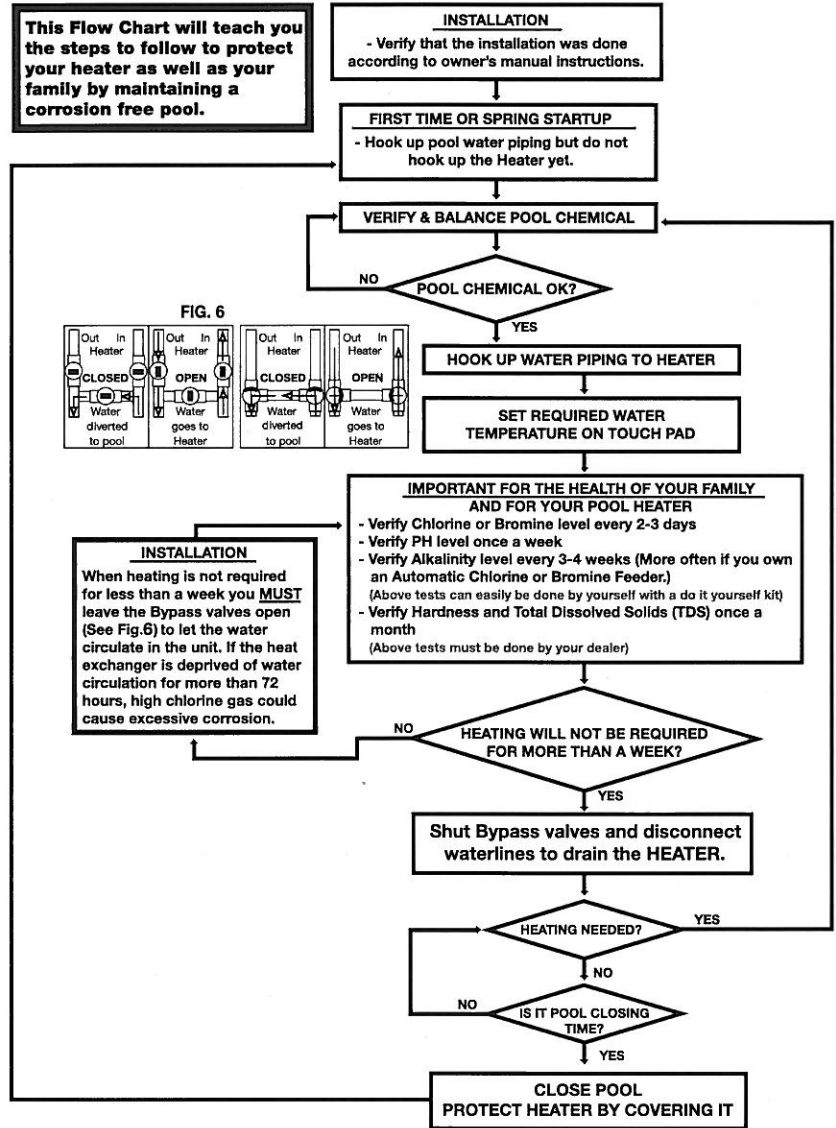 This Flow Chart will teach you
the steps to follow to protect
your heater as well as your
family by maintaining a
corrosion free pool.
INSTALLATION
- Verify that the installation was done
according to owner's manual instructions.
FIRST TIME OR SPRING STARTUP
- Hook up pool water piping but do not
hook up the Heater yet.
VERIFY & BALANCE POOL CHEMICAL
NO
POOL CHEMICAL OK?
YES
FIG. 6
Out In
Heater
CLOSED
Water
diverted
to pool
Out In
Heater
OPEN
Water
goes to
Heater
Out In
Heater
CLOSED
Water
diverted
to pool
Out In
Heater
OPEN
Water
goes to
Heater
HOOK UP WATER PIPING TO HEATER
SET REQUIRED WATER
TEMPERATURE ON TOUCH PAD
IMPORTANT FOR THE HEALTH OF YOUR FAMILY
AND FOR YOUR POOL HEATER
- Verify Chlorine or Bromine level every 2-3 days
- Verify PH level once a week
- Verify Alkalinity level every 3-4 weeks (More often if you own
an Automatic Chlorine or Bromine Feeder.)
(Above tests can easily be done by yourself with a do it yourself kit)
- Verify Hardness and Total Dissolved Solids (TDS) once a
month
(Above tests must be done by your dealer)
INSTALLATION
When heating is not required
for less than a week you MUST
leave the Bypass valves open
(See Fig.6) to let the water
circulate in the unit. If the heat
exchanger is deprived of water
circulation for more than 72
hours, high chlorine gas could
cause excessive corrosion.
NO
HEATING WILL NOT BE REQUIRED
FOR MORE THAN A WEEK?
YES
Shut Bypass valves and disconnect
waterlines to drain the HEATER.
HEATING NEEDED?
YES
NO
NO
IS IT POOL CLOSING
TIME?
YES
CLOSE POOL
PROTECT HEATER BY COVERING IT